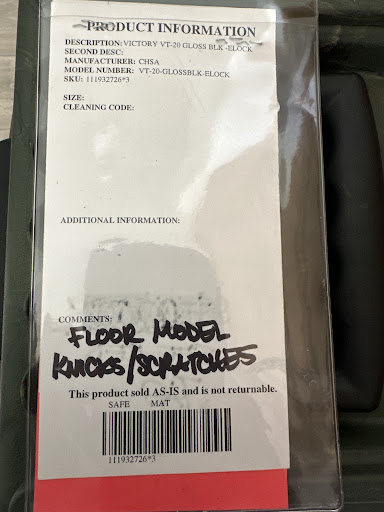 PRODUCT INFORMATION
DESCRIPTION: VICTORY VT-20 GLOSS BLK -ELOCK
SECOND DESC:
MANUFACTURER: CHSA
MODEL NUMBER: VT-20-GLOSSBLK-ELOCK
SKU: 111932726*3
SIZE:
CLEANING CODE:
ADDITIONAL INFORMATION:
COMMENTS:
FLOOR MODEL
KNICKS/SCRATCHES
This product sold AS-IS and is not returnable.
SAFE MAT
111932726*3